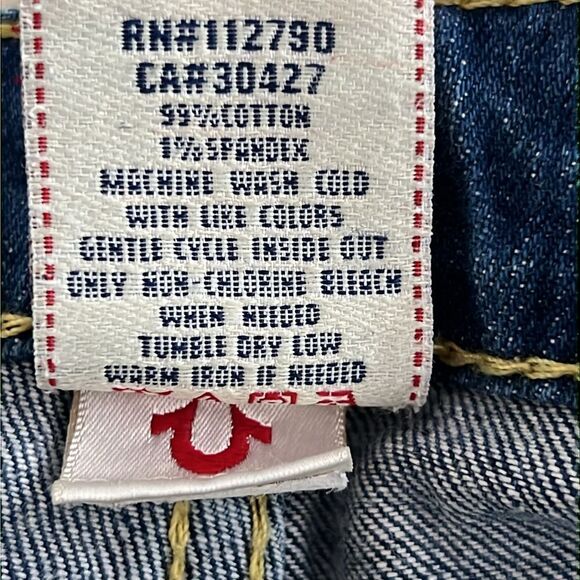 RN#112790
CA#30427
99%COTTON
1%SPANDEX
MACHINE WASH COLD
WITH LIKE COLORS
GENTLE CYCLE INSIDE OUT
ONLY NON-CHLORINE BLEACH
WHEN NEEDED
TUMBLE DRY LOW
WARM IRON IF NEEDED